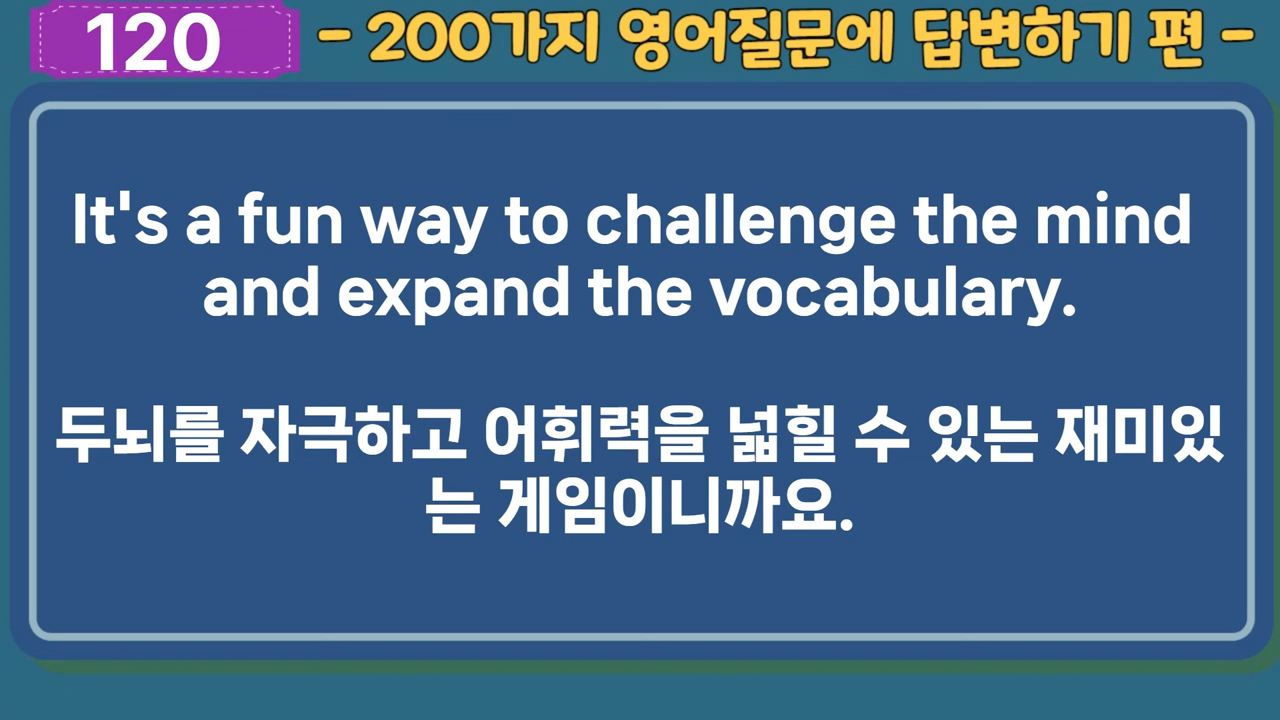 120
- 200가지 영어질문에 답변하기 편 -
It's a fun way to challenge the mind
and expand the vocabulary.
두뇌를 자극하고 어휘력을 넓힐 수 있는 재미있
는 게임이니까요.